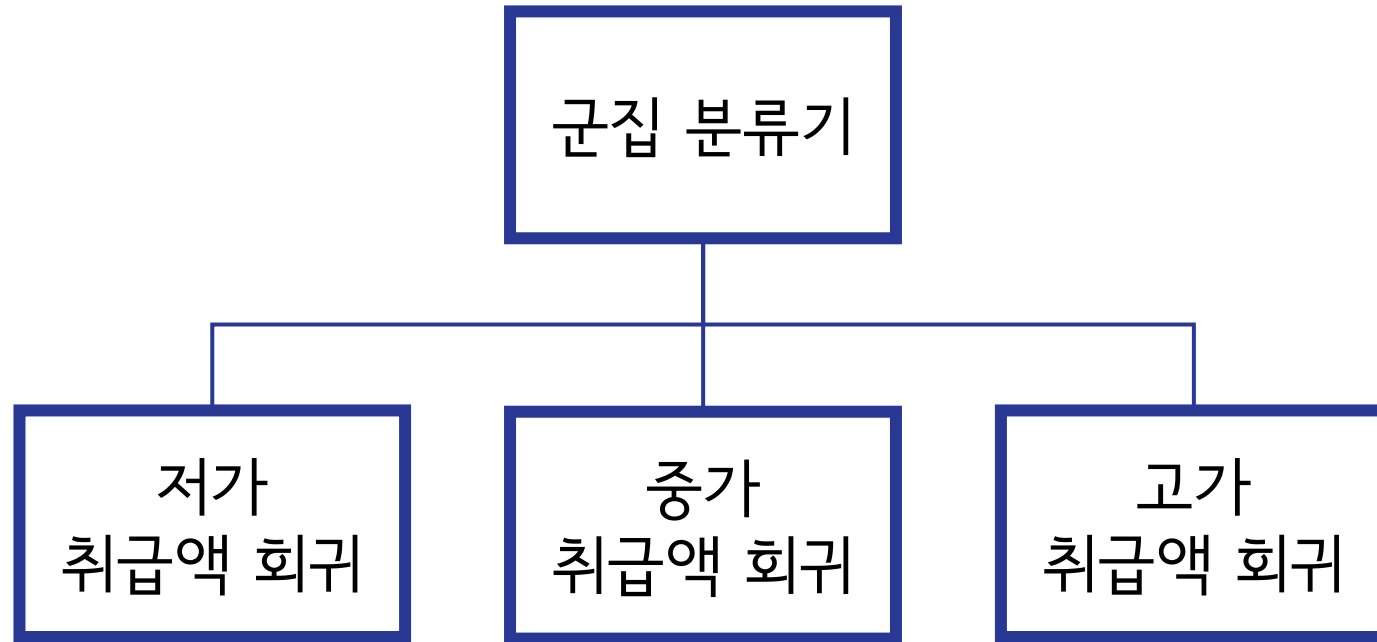 군집 분류기
저가
취급액 회귀
중가
취급액 회귀
고가
취급액 회귀